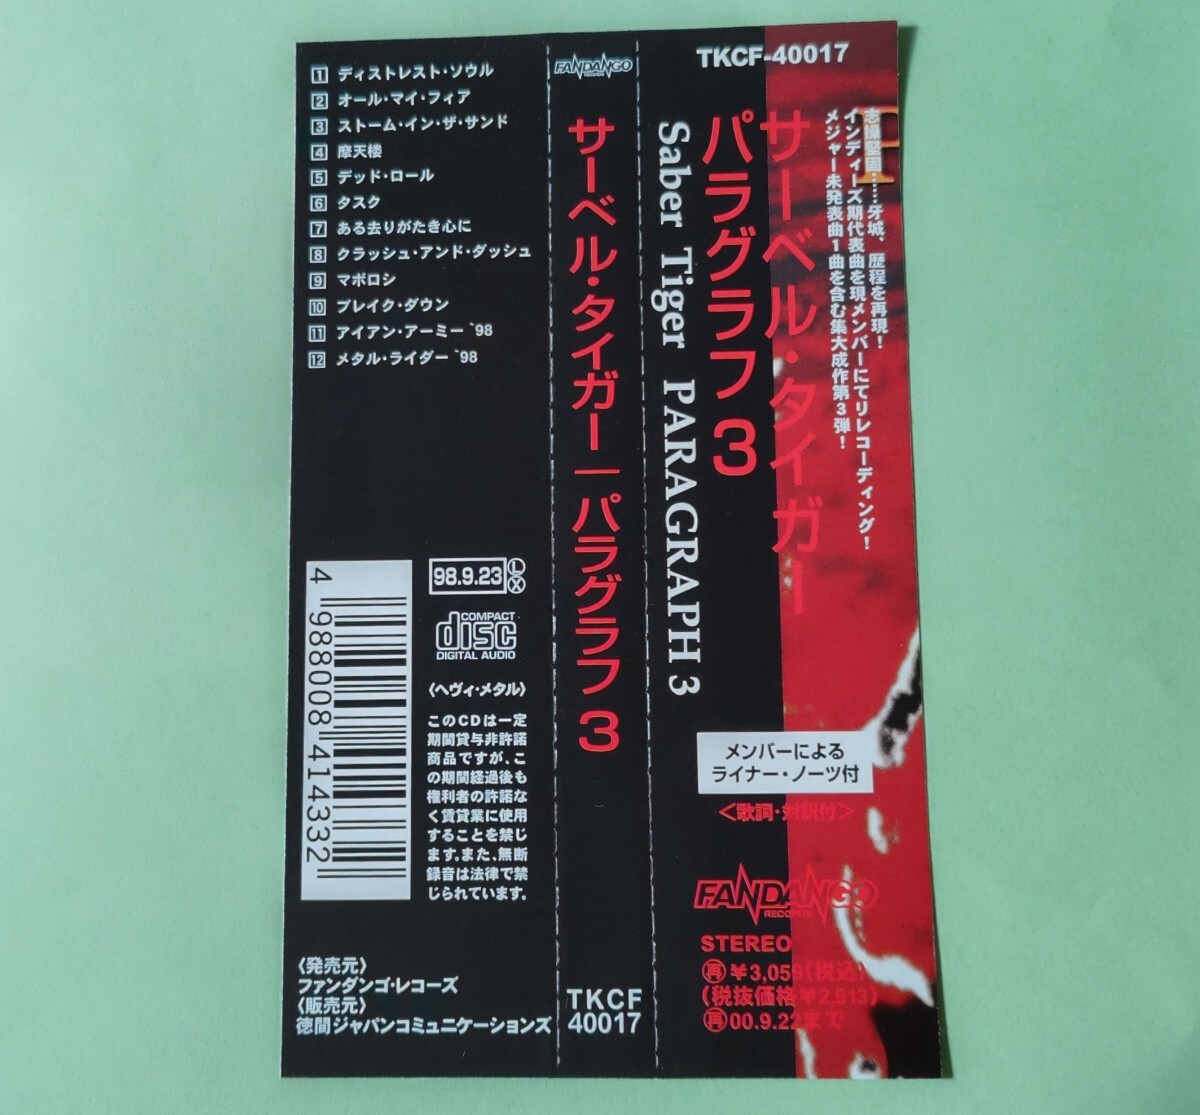 1 ディストレスト・ソウル
2 オール・マイ・フィア
3 ストーム・イン・ザ・サンド
4 摩天楼
5 デッド・ロール
6 タスク
7 ある去りがたき心に
8 クラッシュ・アンド・ダッシュ
9 マボロシ
10 ブレイク・ダウン
11 アイアン・アーミー`98
12 メタル・ライダー`98
98.9.23
L
X
COMPACT
disc
DIGITAL AUDIO
4 988008 414332
〈ヘヴィ・メタル〉
このCDは一定
期間貸与非許諾
商品ですが、こ
の期間経過後も
権利者の許諾な
く賃貸業に使用
することを禁じ
ます。また、無断
録音は法律で禁
じられています。
〈発売元〉
ファンダンゴ・レコーズ
〈販売元〉
徳間ジャパンコミュニケーションズ
FANDANGO
RECORDS
サーベル・タイガー|パラグラフ3
TKCF
40017
TKCF-40017
志操堅固……牙城、歴程を再現!
インディーズ期代表曲を現メンバーにてリレコーディング!
メジャー未発表曲1曲を含む集大成作第3弾!
サーベル・タイガー
パラグラフ3
Saber Tiger PARAGRAPH 3
メンバーによる
ライナー・ノーツ付
<歌詞・対訳付>
FANDANGO
RECORDS
STEREO
再¥3,059(税込)
(税抜価格¥2,913)
再00.9.22まで